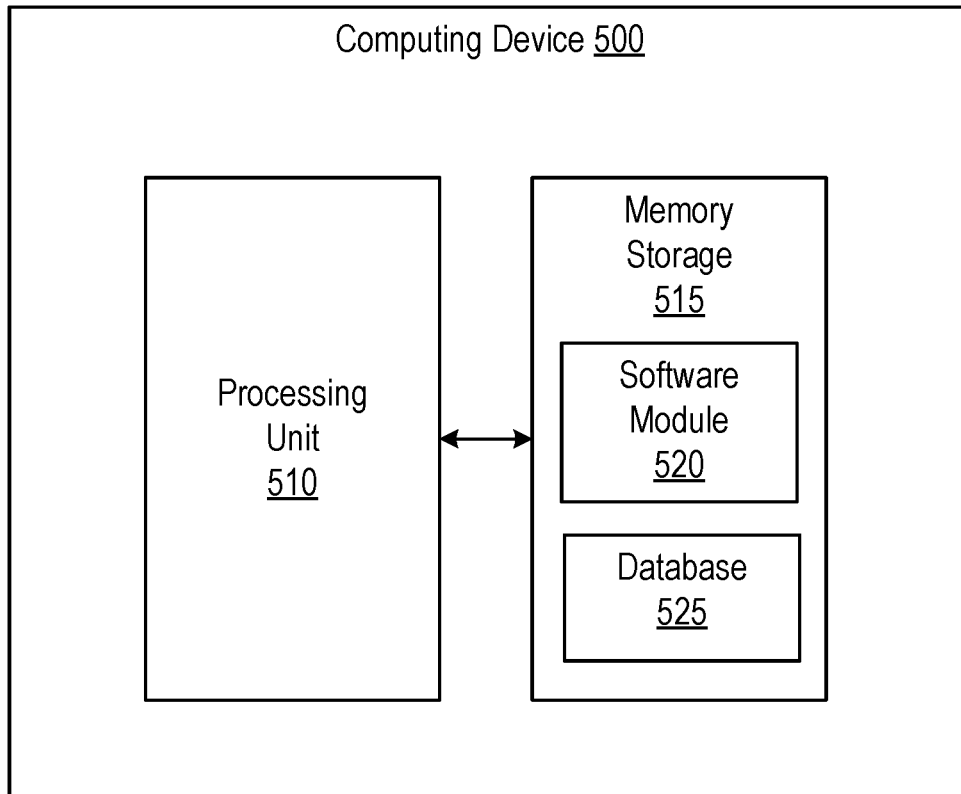 Computing Device 500
Processing
Unit
510
Memory
Storage
515
Software
Module
520
Database
525